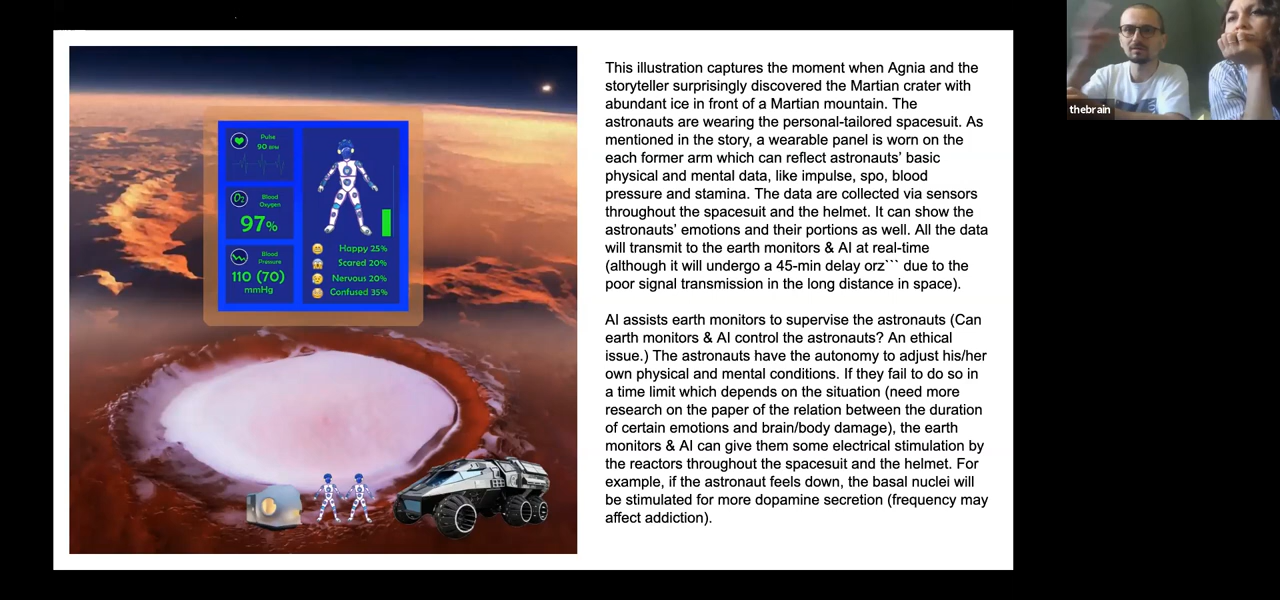 Pulse
90 BPM
O2
Blood
Oxygen
97%
Blood
Pressure
110 (70)
mmHg
Happy 25%
Scared 20%
Nervous 20%
Confused 35%
This illustration captures the moment when Agnia and the
storyteller surprisingly discovered the Martian crater with
abundant ice in front of a Martian mountain. The
astronauts are wearing the personal-tailored spacesuit. As
mentioned in the story, a wearable panel is worn on the
each former arm which can reflect astronauts' basic
physical and mental data, like impulse, spo, blood
pressure and stamina. The data are collected via sensors
throughout the spacesuit and the helmet. It can show the
astronauts' emotions and their portions as well. All the data
will transmit to the earth monitors & AI at real-time
(although it will undergo a 45-min delay orz``` due to the
poor signal transmission in the long distance in space).
AI assists earth monitors to supervise the astronauts (Can
earth monitors & AI control the astronauts? An ethical
issue.) The astronauts have the autonomy to adjust his/her
own physical and mental conditions. If they fail to do so in
a time limit which depends on the situation (need more
research on the paper of the relation between the duration
of certain emotions and brain/body damage), the earth
monitors & AI can give them some electrical stimulation by
the reactors throughout the spacesuit and the helmet. For
example, if the astronaut feels down, the basal nuclei will
be stimulated for more dopamine secretion (frequency may
affect addiction).
thebrain